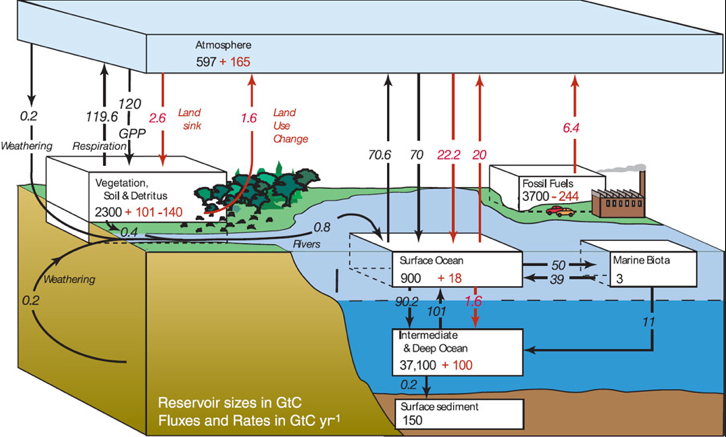 Atmosphere
597 + 165
0.2
Weathering
119.6
Respiration
120
GPP
2.6
Land
sink
1.6
Land
Use
Change
70.6
70
22.2
20
6.4
Vegetation,
Soil & Detritus
2300 + 101 -140
Fossil Fuels
3700 - 244
0.4
0.8
Rivers
Weathering
0.2
Surface Ocean
900 + 18
50
39
Marine Biota
3
90.2
101
1.6
11
Intermediate
& Deep Ocean
37,100 + 100
0.2
Surface sediment
150
Reservoir sizes in GtC
Fluxes and Rates in GtC yr-1